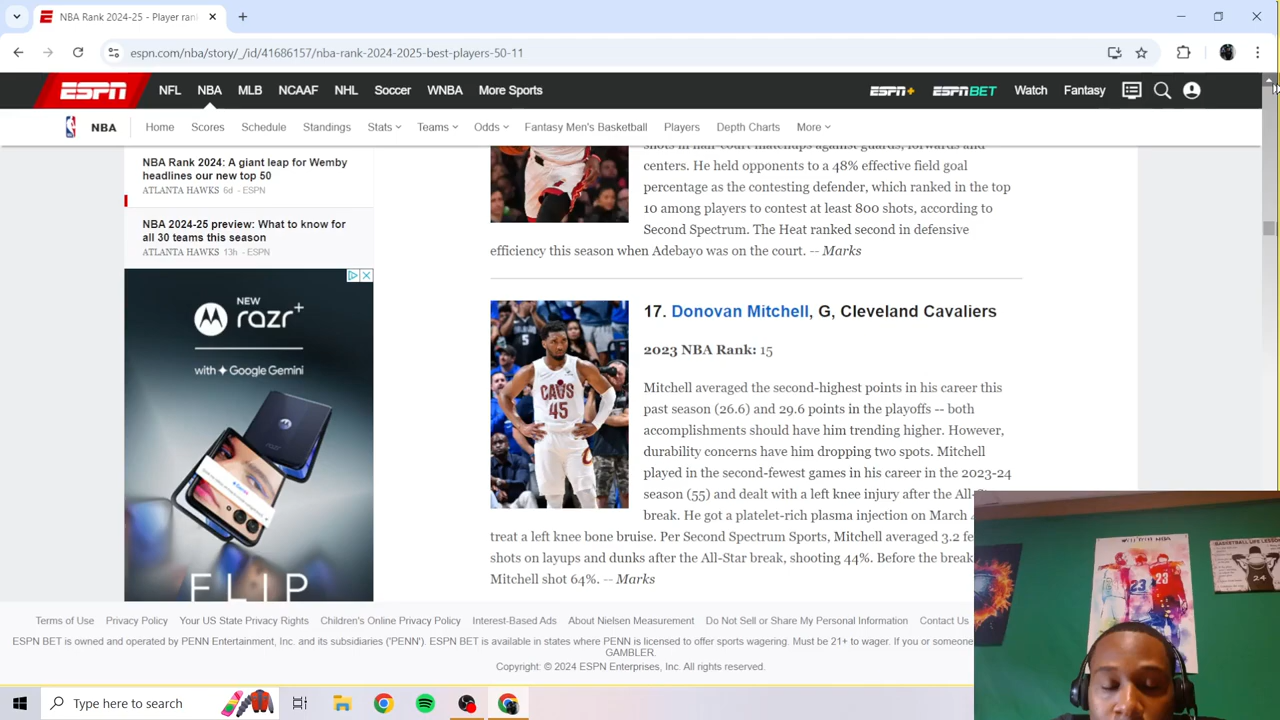 NBA Rank 2024-25 - Player ran
espn.com/nba/story/_/id/41686157/nba-rank-2024-2025-best-players-50-11
ESPN NFL NBA MLB NCAAF NHL Soccer WNBA More Sports ESPN+ ESPN BET Watch Fantasy
NBA Home Scores Schedule Standings Stats Teams Odds Fantasy Men's Basketball Players Depth Charts More
NBA Rank 2024: A giant leap for Wemby
headlines our new top 50
ATLANTA HAWKS 6d - ESPN
NBA 2024-25 preview: What to know for
all 30 teams this season
ATLANTA HAWKS 13h - ESPN
NEW
razr+
with Google Gemini
FLIP
shots in half-court matchups against guards, forwards and
centers. He held opponents to a 48% effective field goal
percentage as the contesting defender, which ranked in the top
10 among players to contest at least 800 shots, according to
Second Spectrum. The Heat ranked second in defensive
efficiency this season when Adebayo was on the court. -- Marks
17. Donovan Mitchell, G, Cleveland Cavaliers
2023 NBA Rank: 15
Mitchell averaged the second-highest points in his career this
past season (26.6) and 29.6 points in the playoffs -- both
accomplishments should have him trending higher. However,
durability concerns have him dropping two spots. Mitchell
played in the second-fewest games in his career in the 2023-24
season (55) and dealt with a left knee injury after the All-
break. He got a platelet-rich plasma injection on March
treat a left knee bone bruise. Per Second Spectrum Sports, Mitchell averaged 3.2 fe
shots on layups and dunks after the All-Star break, shooting 44%. Before the break
Mitchell shot 64%. -- Marks
CAVS
45
5
Terms of Use Privacy Policy Your US State Privacy Rights Children's Online Privacy Policy Interest-Based Ads About Nielsen Measurement Do Not Sell or Share My Personal Information Contact Us
ESPN BET is owned and operated by PENN Entertainment, Inc. and its subsidiaries ('PENN'). ESPN BET is available in states where PENN is licensed to offer sports wagering. Must be 21+ to wager. If you or someone
GAMBLER.
Copyright: © 2024 ESPN Enterprises, Inc. All rights reserved.
23
23
BASKETBALL LIFE LESSO
24
Type here to search